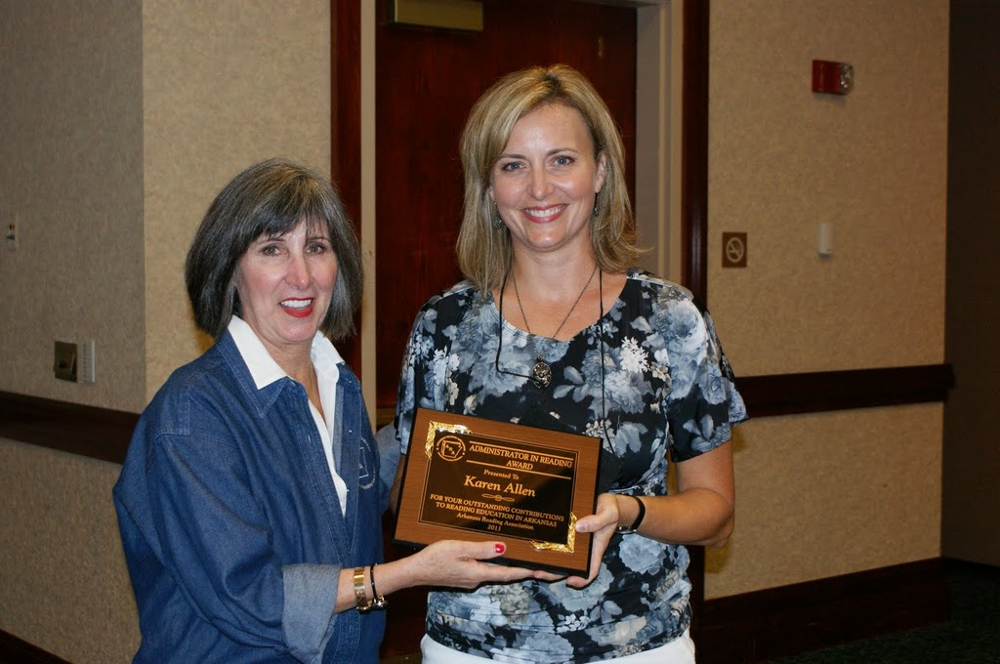 ADMINISTRATOR IN READING
AWARD
Presented To
Karen Allen
FOR YOUR OUTSTANDING CONTRIBUTIONS
TO READING EDUCATION IN ARKANSAS
Arkansas Reading Association
2011